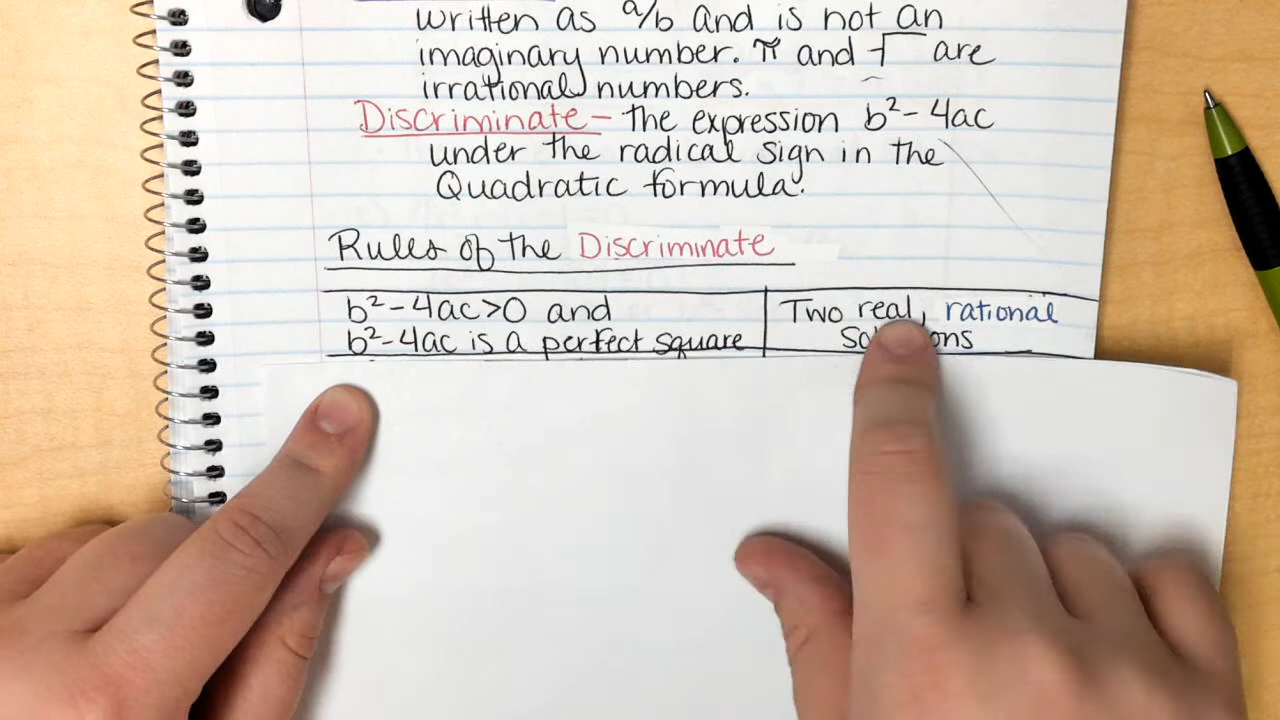 written as a/b and is not an
imaginary number. π and √ are
irrational numbers.
Discriminate - the expression b²-4ac
under the radical sign in the
Quadratic formula.
Rules of the Discriminate
b²-4ac>0 and
b²-4ac is a perfect square
Two real, rational